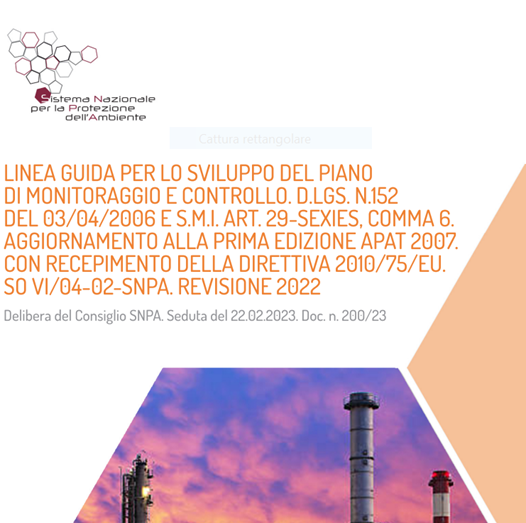 Sistema Nazionale
per la Protezione
dell'Ambiente
Cattura rettangolare
LINEA GUIDA PER LO SVILUPPO DEL PIANO
DI MONITORAGGIO E CONTROLLO. D.LGS. N.152
DEL 03/04/2006 E S.M.I. ART. 29-SEXIES, COMMA 6.
AGGIORNAMENTO ALLA PRIMA EDIZIONE APAT 2007.
CON RECEPIMENTO DELLA DIRETTIVA 2010/75/EU.
SO VI/04-02-SNPA. REVISIONE 2022
Delibera del Consiglio SNPA. Seduta del 22.02.2023. Doc. n. 200/23